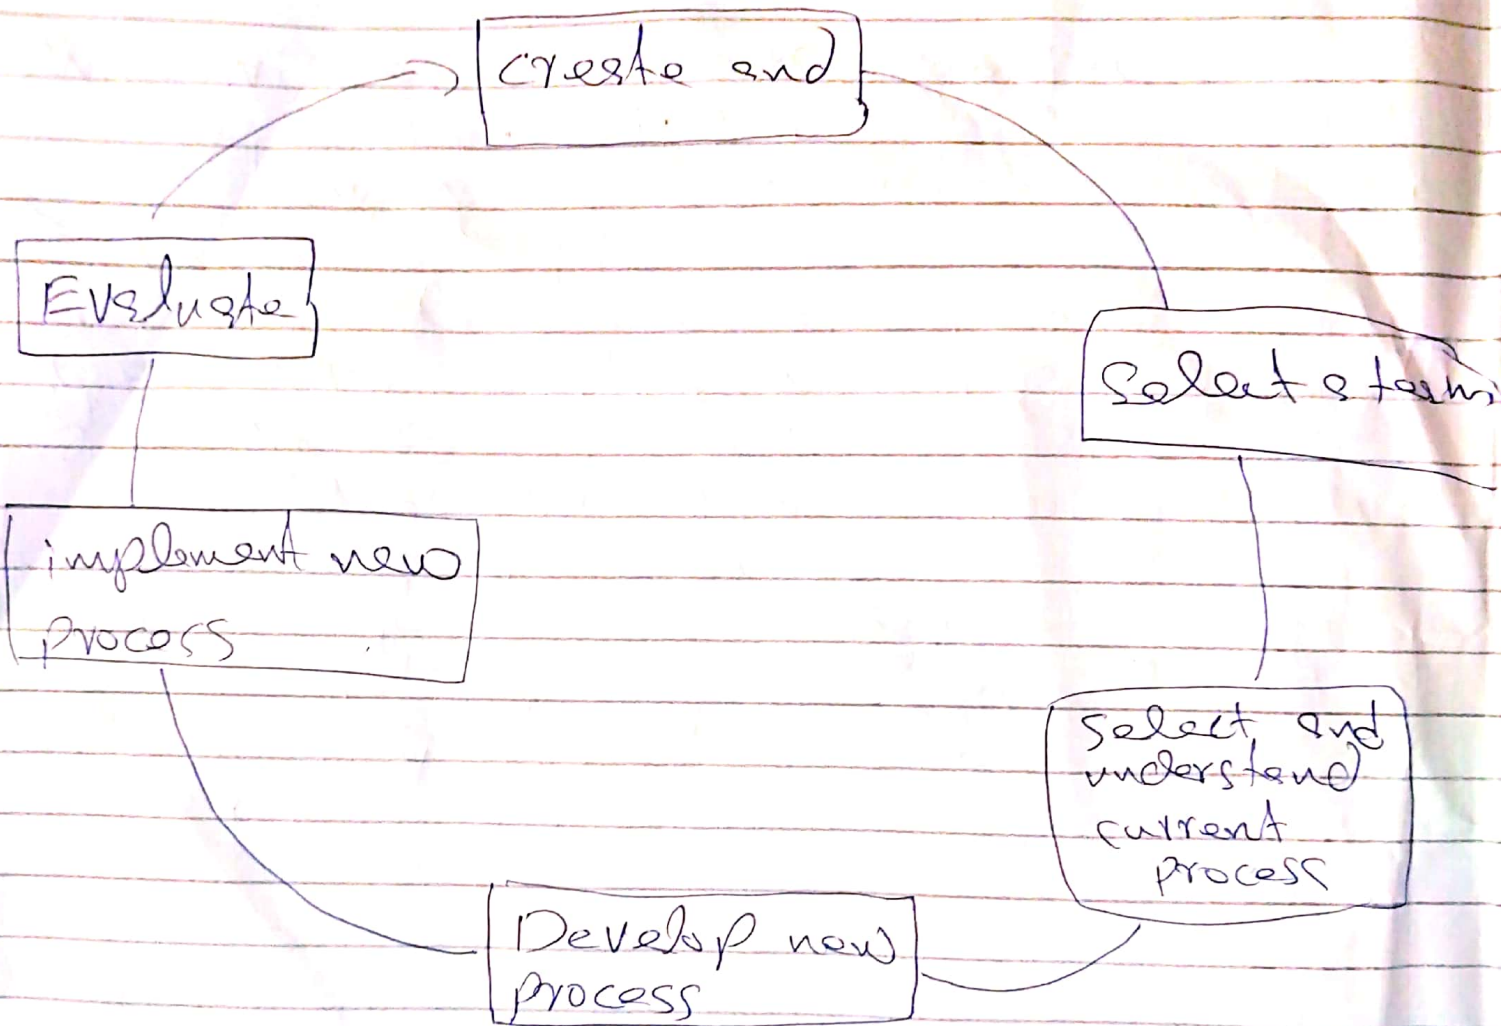 Create and
Evaluate
Select a team
implement new
process
Select and
understand
current
process
Develop new
process